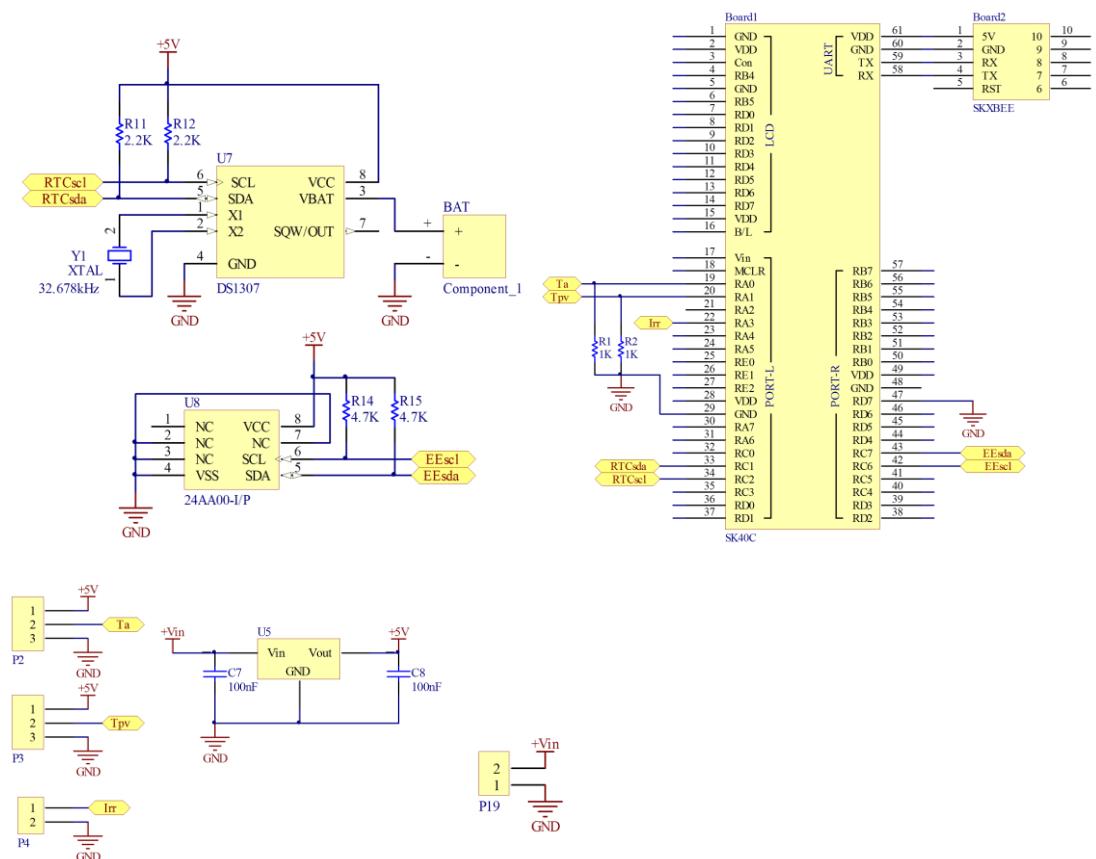 +5V
R11
2.2K
R12
2.2K
U7
RTCscl
RTCsda
6
5
1
2
4
SCL
SDA
X1
X2
GND
VCC
VBAT
SQW/OUT
8
3
7
DS1307
2
1
Y1
XTAL
32.678kHz
GND
BAT
+
-
+
-
Component_1
GND
+5V
R14
4.7K
R15
4.7K
U8
1
2
3
4
NC
NC
NC
VSS
VCC
NC
SCL
SDA
8
7
6
5
EEscl
EEsda
24AA00-I/P
GND
Board1
1 GND
2 VDD
3 Con
4 RB4
5 GND
6 RB5
7 RD0
8 RD1
9 RD2
10 RD3
11 RD4
12 RD5
13 RD6
14 RD7
15 VDD
16 B/L
LCD
17 Vin
18 MCLR
19 RA0
20 RA1
21 RA2
22 RA3
23 RA4
24 RA5
25 RE0
26 RE1
27 RE2
28 VDD
29 GND
30 RA7
31 RA6
32 RC0
33 RC1
34 RC2
35 RC3
36 RD0
37 RD1
PORT-L
UART
VDD 61
GND 60
TX 59
RX 58
RB7 57
RB6 56
RB5 55
RB4 54
RB3 53
RB2 52
RB1 51
RB0 50
VDD 49
GND 48
RD7 47
RD6 46
RD5 45
RD4 44
RC7 43
RC6 42
RC5 41
RC4 40
RD3 39
RD2 38
PORT-R
SK40C
Ta
Tpv
Irr
R1
1K
R2
1K
GND
RTCsda
RTCscl
GND
EEsda
EEscl
Board2
1 5V 10 10
2 GND 9 9
3 RX 8 8
4 TX 7 7
5 RST 6 6
SKXBEE
+5V
1
2
3
Ta
P2
GND
+5V
1
2
3
Tpv
P3
GND
1
2
Irr
P4
GND
+Vin
U5
+5V
Vin Vout
GND
C7
100nF
C8
100nF
GND
+Vin
2
1
P19
GND